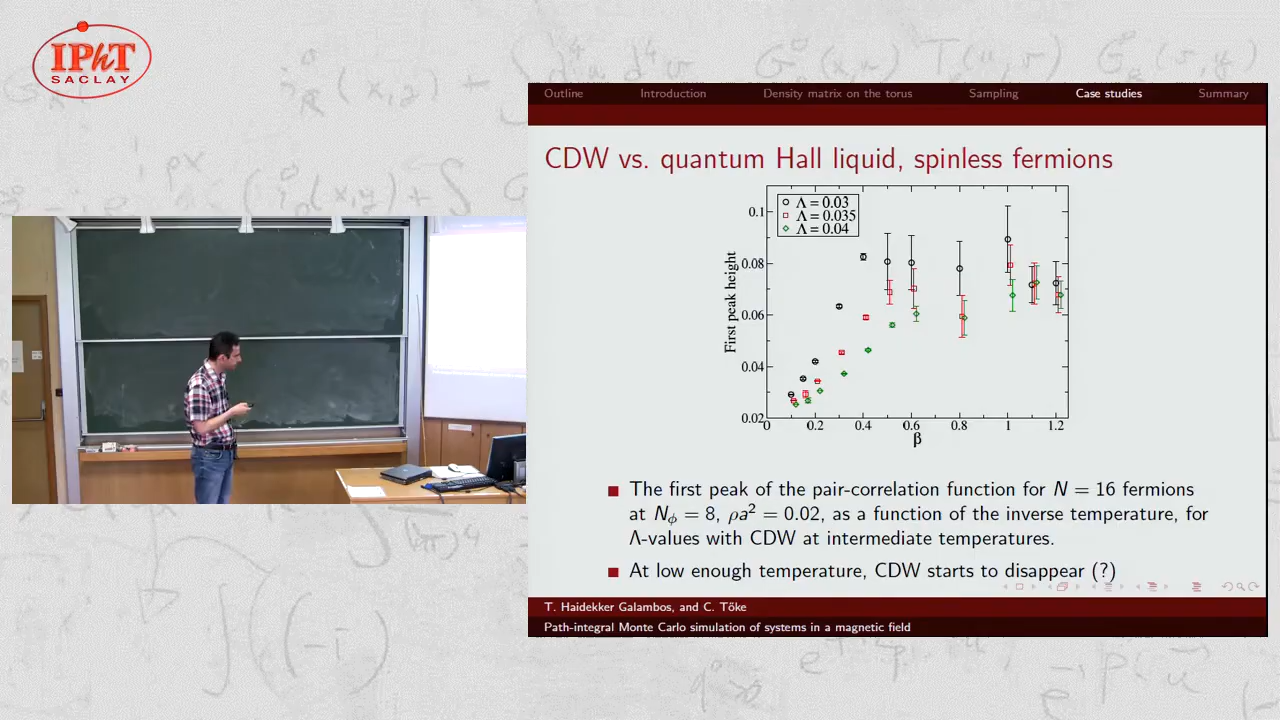 IPhT
SACLAY
Outline Introduction Density matrix on the torus Sampling Case studies Summary
CDW vs. quantum Hall liquid, spinless fermions
Λ = 0.03
Λ = 0.035
Λ = 0.04
First peak height
0.1
0.08
0.06
0.04
0.02
0 0.2 0.4 0.6 0.8 1 1.2
β
The first peak of the pair-correlation function for N = 16 fermions
at Nϕ = 8, ρa² = 0.02, as a function of the inverse temperature, for
Λ-values with CDW at intermediate temperatures.
At low enough temperature, CDW starts to disappear (?)
T. Haidekker Galambos, and C. Tőke
Path-integral Monte Carlo simulation of systems in a magnetic field